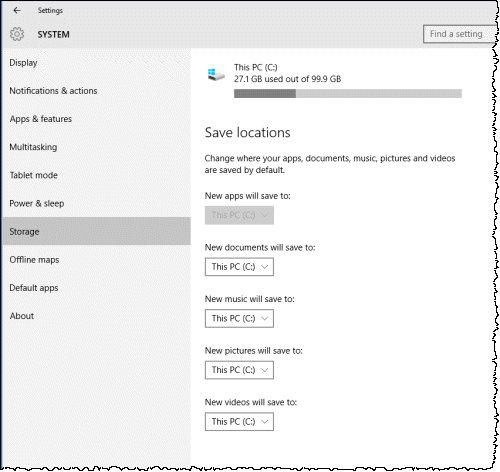 Settings
SYSTEM
Find a setting
Display
Notifications & actions
Apps & features
Multitasking
Tablet mode
Power & sleep
Storage
Offline maps
Default apps
About
This PC (C:)
27.1 GB used out of 99.9 GB
Save locations
Change where your apps, documents, music, pictures and videos
are saved by default.
New apps will save to:
This PC (C:)
New documents will save to:
This PC (C:)
New music will save to:
This PC (C:)
New pictures will save to:
This PC (C:)
New videos will save to:
This PC (C:)